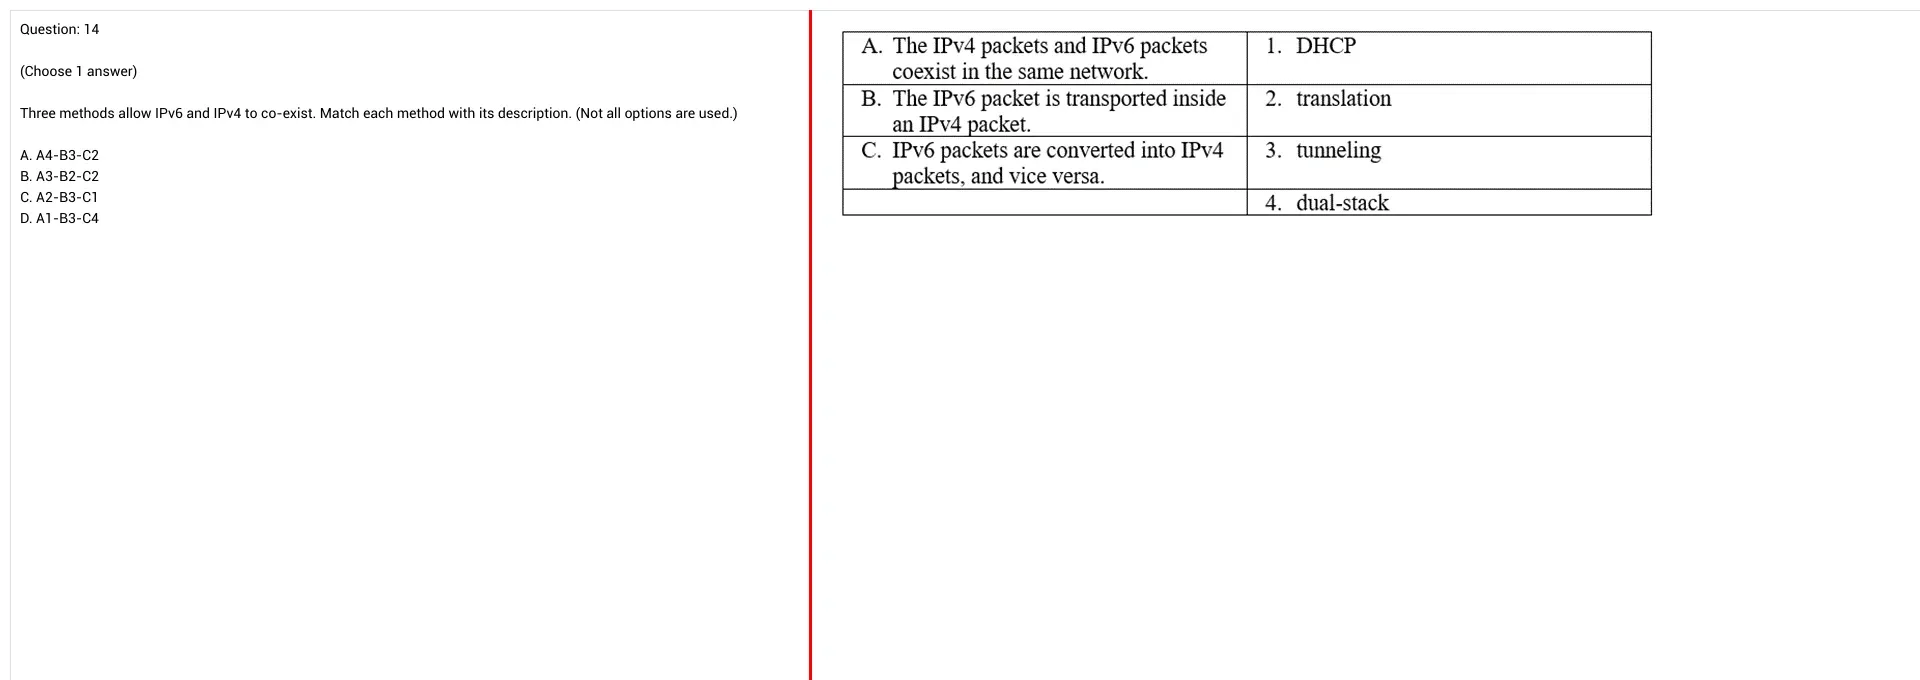 Question: 14
(Choose 1 answer)
Three methods allow IPv6 and IPv4 to co-exist. Match each method with its description. (Not all options are used.)
A. A4-B3-C2
B. A3-B2-C2
C. A2-B3-C1
D. A1-B3-C4
A. The IPv4 packets and IPv6 packets
coexist in the same network.
1. DHCP
B. The IPv6 packet is transported inside
an IPv4 packet.
2. translation
C. IPv6 packets are converted into IPv4
packets, and vice versa.
3. tunneling
4. dual-stack